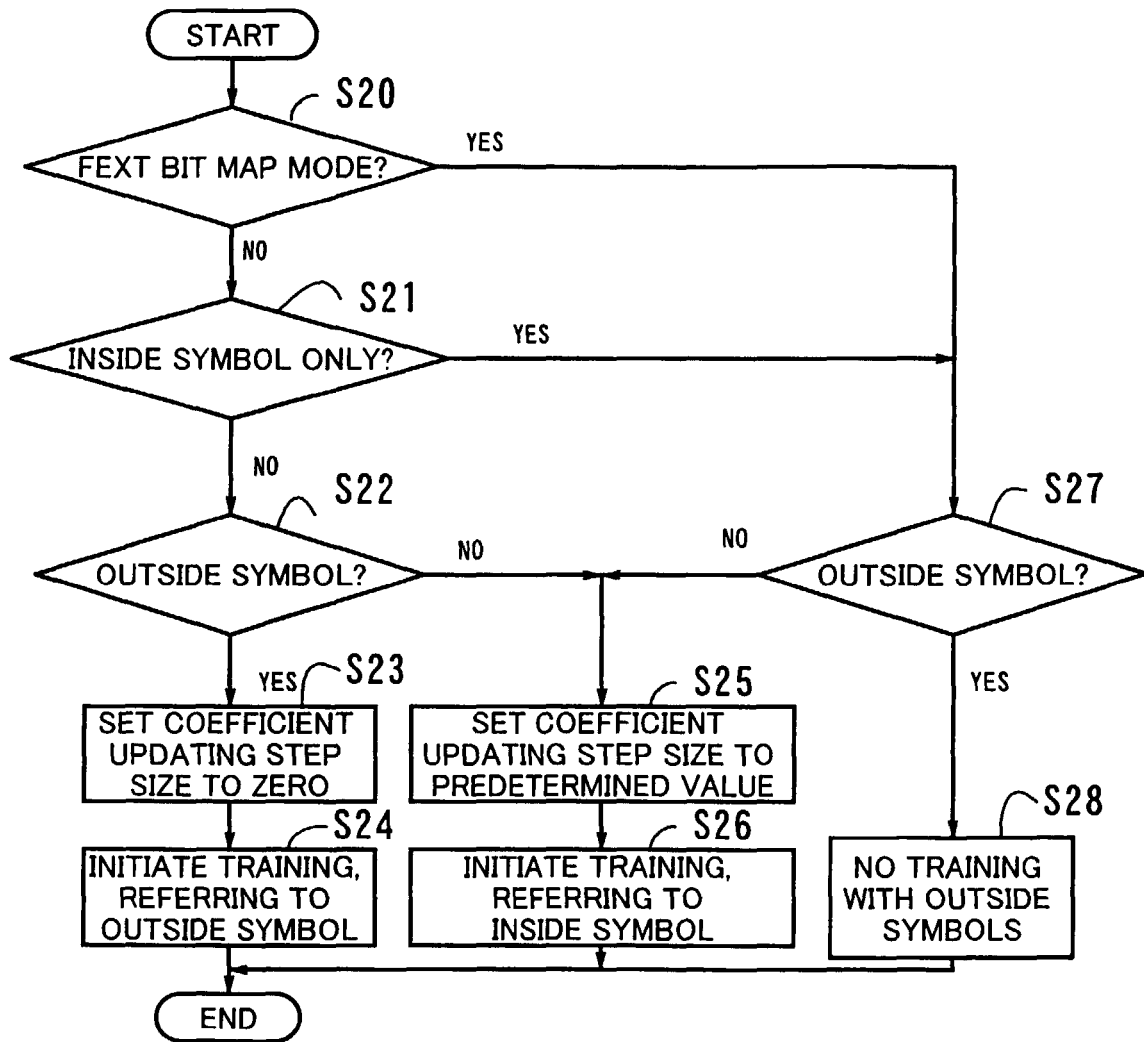 START
S20
FEXT BIT MAP MODE?
YES
NO
S21
INSIDE SYMBOL ONLY?
YES
NO
S22
OUTSIDE SYMBOL?
NO
NO
S27
OUTSIDE SYMBOL?
YES
YES
S23
SET COEFFICIENT
UPDATING STEP
SIZE TO ZERO
S25
SET COEFFICIENT
UPDATING STEP SIZE TO
PREDETERMINED VALUE
S24
INITIATE TRAINING,
REFERRING TO
OUTSIDE SYMBOL
S26
INITIATE TRAINING,
REFERRING TO
INSIDE SYMBOL
S28
NO TRAINING
WITH OUTSIDE
SYMBOLS
END